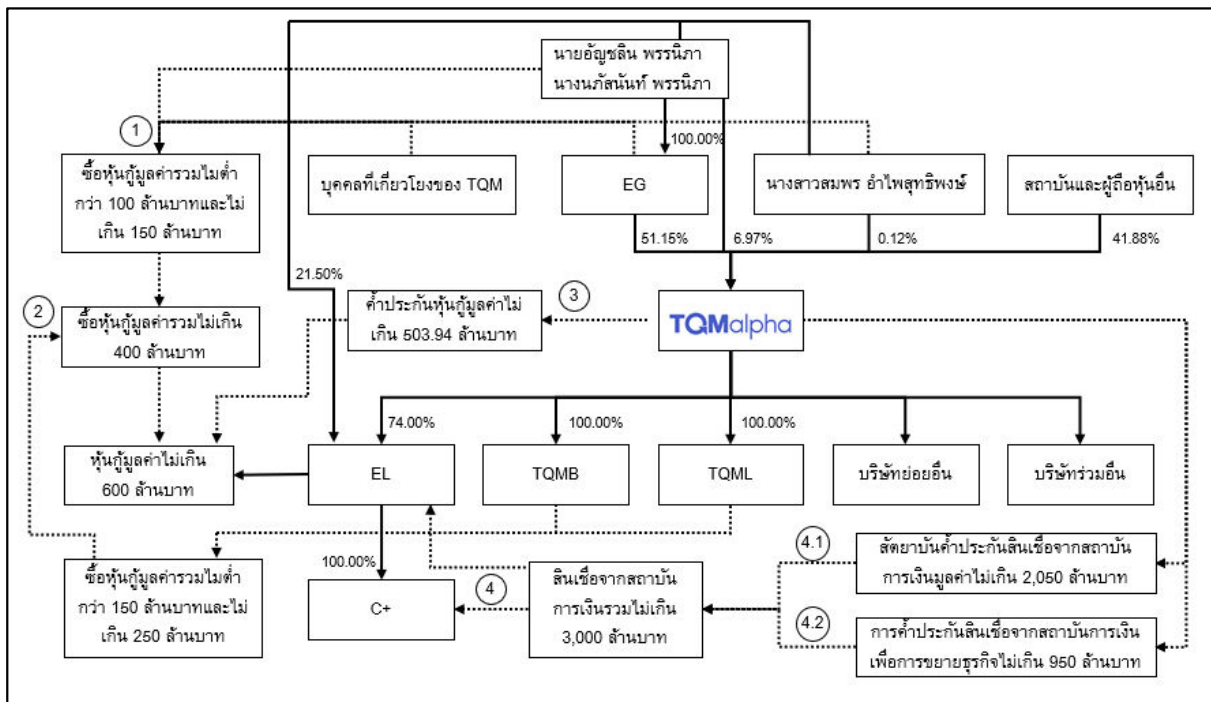 นายอัญชลิน พรรนิภา
นางนภัสนันท์ พรรนิภา
1
100.00%
ซื้อหุ้นกู้มูลค่ารวมไม่ต่ำ
กว่า 100 ล้านบาทและไม่
เกิน 150 ล้านบาท
บุคคลที่เกี่ยวโยงของ TQM
EG
นางสาวสมพร อำไพสุทธิพงษ์
สถาบันและผู้ถือหุ้นอื่น
51.15%
6.97%
0.12%
41.88%
21.50%
2
ซื้อหุ้นกู้มูลค่ารวมไม่เกิน
400 ล้านบาท
ค้ำประกันหุ้นกู้มูลค่าไม่
เกิน 503.94 ล้านบาท
3
TQMalpha
74.00%
100.00%
100.00%
หุ้นกู้มูลค่าไม่เกิน
600 ล้านบาท
EL
TQMB
TQML
บริษัทย่อยอื่น
บริษัทร่วมอื่น
100.00%
ซื้อหุ้นกู้มูลค่ารวมไม่ต่ำ
กว่า 150 ล้านบาทและไม่
เกิน 250 ล้านบาท
C+
4
สินเชื่อจากสถาบัน
การเงินรวมไม่เกิน
3,000 ล้านบาท
4.1
สัตยาบันค้ำประกันสินเชื่อจากสถาบัน
การเงินมูลค่าไม่เกิน 2,050 ล้านบาท
4.2
การค้ำประกันสินเชื่อจากสถาบันการเงิน
เพื่อการขยายธุรกิจไม่เกิน 950 ล้านบาท